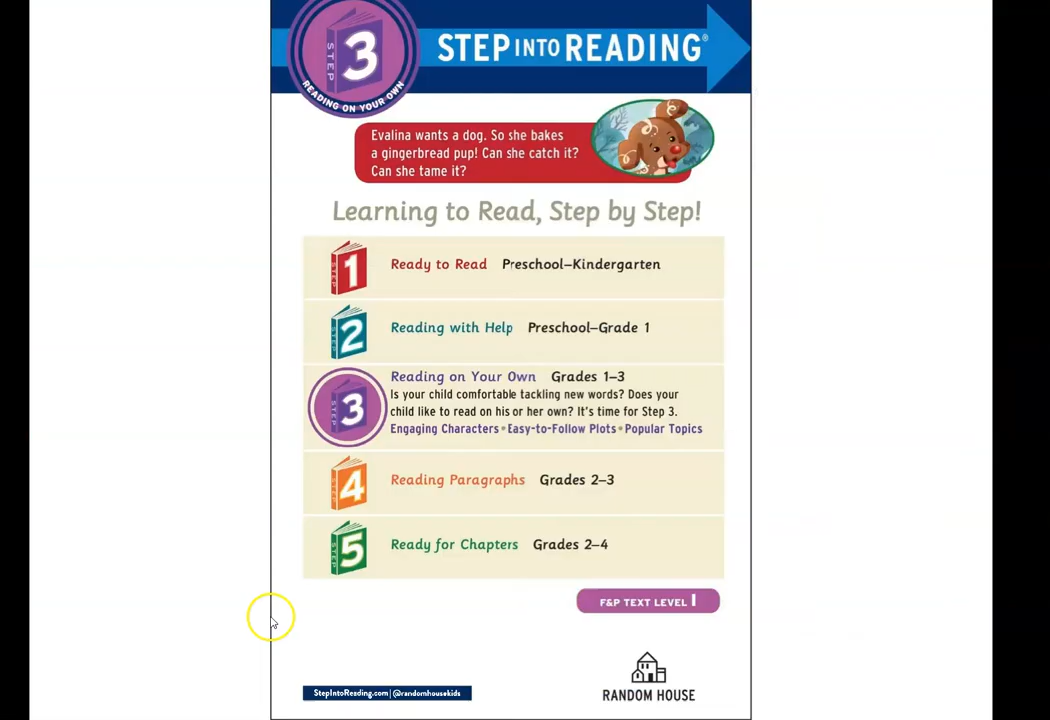 STEP 3
READING ON YOUR OWN
STEP INTO READING®
Evalina wants a dog. So she bakes
a gingerbread pup! Can she catch it?
Can she tame it?
Learning to Read, Step by Step!
STEP 1
Ready to Read Preschool–Kindergarten
STEP 2
Reading with Help Preschool–Grade 1
STEP 3
Reading on Your Own Grades 1–3
Is your child comfortable tackling new words? Does your
child like to read on his or her own? It's time for Step 3.
Engaging Characters • Easy-to-Follow Plots • Popular Topics
STEP 4
Reading Paragraphs Grades 2–3
STEP 5
Ready for Chapters Grades 2–4
F&P TEXT LEVEL I
StepIntoReading.com | @randomhousekids
RANDOM HOUSE